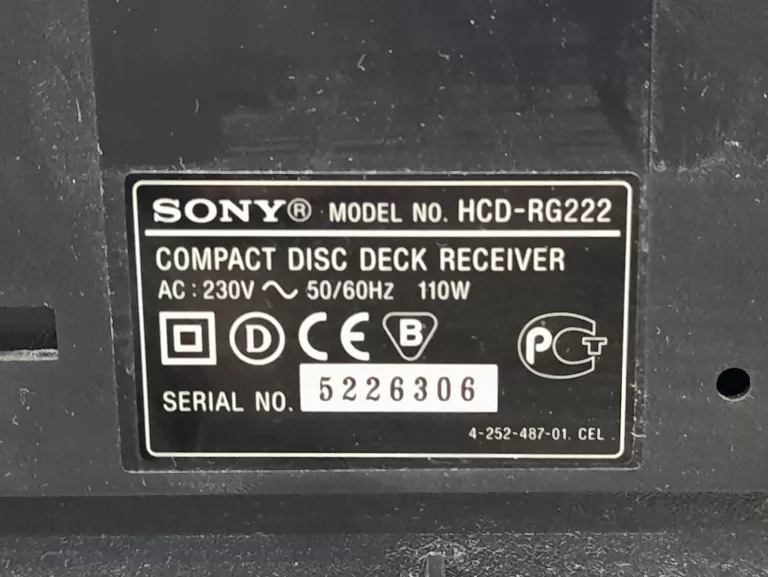 SONY® MODEL NO. HCD-RG222
COMPACT DISC DECK RECEIVER
AC : 230V ~ 50/60HZ 110W
D CE B PCT
SERIAL NO. 5226306
4-252-487-01. CEL